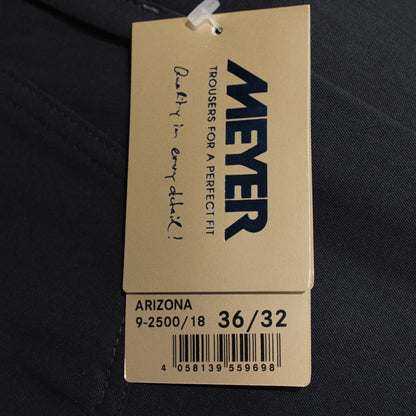 MEYER
TROUSERS FOR A PERFECT FIT
Quality in every detail!
ARIZONA
9-2500/18 36/32
4 058139 559698